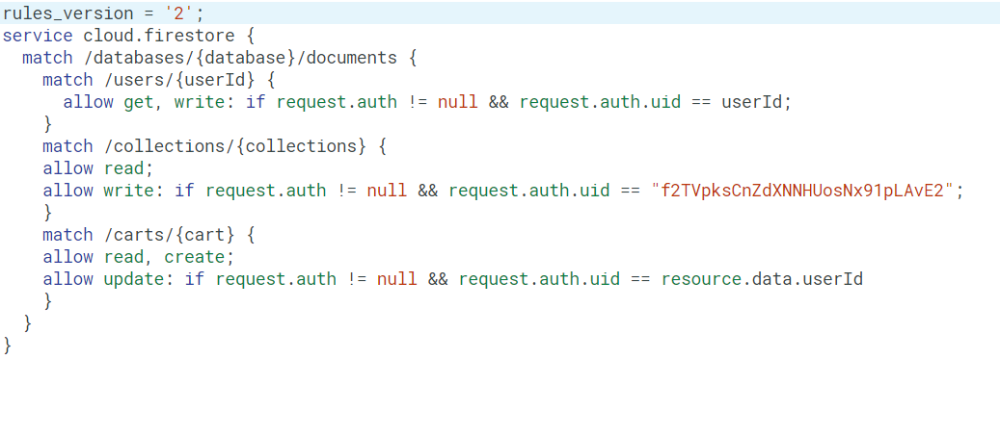 rules_version = '2';
service cloud.firestore {
  match /databases/{database}/documents {
    match /users/{userId} {
      allow get, write: if request.auth != null && request.auth.uid == userId;
    }
    match /collections/{collections} {
    allow read;
    allow write: if request.auth != null && request.auth.uid == "f2TVpksCnZdXNNHUosNx91pLAvE2";
    }
    match /carts/{cart} {
    allow read, create;
    allow update: if request.auth != null && request.auth.uid == resource.data.userId
    }
  }
}